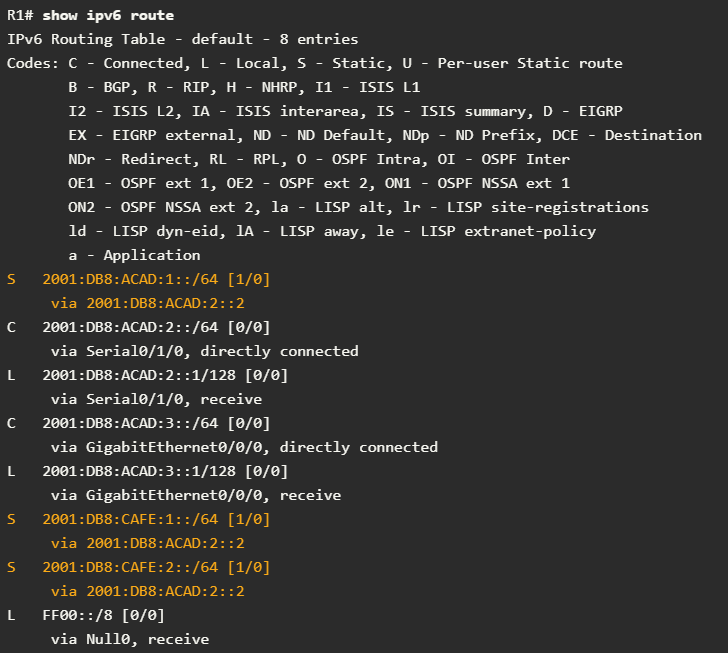 R1# show ipv6 route
IPv6 Routing Table - default - 8 entries
Codes: C - Connected, L - Local, S - Static, U - Per-user Static route
B - BGP, R - RIP, H - NHRP, I1 - ISIS L1
I2 - ISIS L2, IA - ISIS interarea, IS - ISIS summary, D - EIGRP
EX - EIGRP external, ND - ND Default, NDp - ND Prefix, DCE - Destination
NDr - Redirect, RL - RPL, O - OSPF Intra, OI - OSPF Inter
OE1 - OSPF ext 1, OE2 - OSPF ext 2, ON1 - OSPF NSSA ext 1
ON2 - OSPF NSSA ext 2, la - LISP alt, lr - LISP site-registrations
ld - LISP dyn-eid, lA - LISP away, le - LISP extranet-policy
a - Application
S 2001:DB8:ACAD:1::/64 [1/0]
via 2001:DB8:ACAD:2::2
C 2001:DB8:ACAD:2::/64 [0/0]
via Serial0/1/0, directly connected
L 2001:DB8:ACAD:2::1/128 [0/0]
via Serial0/1/0, receive
C 2001:DB8:ACAD:3::/64 [0/0]
via GigabitEthernet0/0/0, directly connected
L 2001:DB8:ACAD:3::1/128 [0/0]
via GigabitEthernet0/0/0, receive
S 2001:DB8:CAFE:1::/64 [1/0]
via 2001:DB8:ACAD:2::2
S 2001:DB8:CAFE:2::/64 [1/0]
via 2001:DB8:ACAD:2::2
L FF00::/8 [0/0]
via Null0, receive